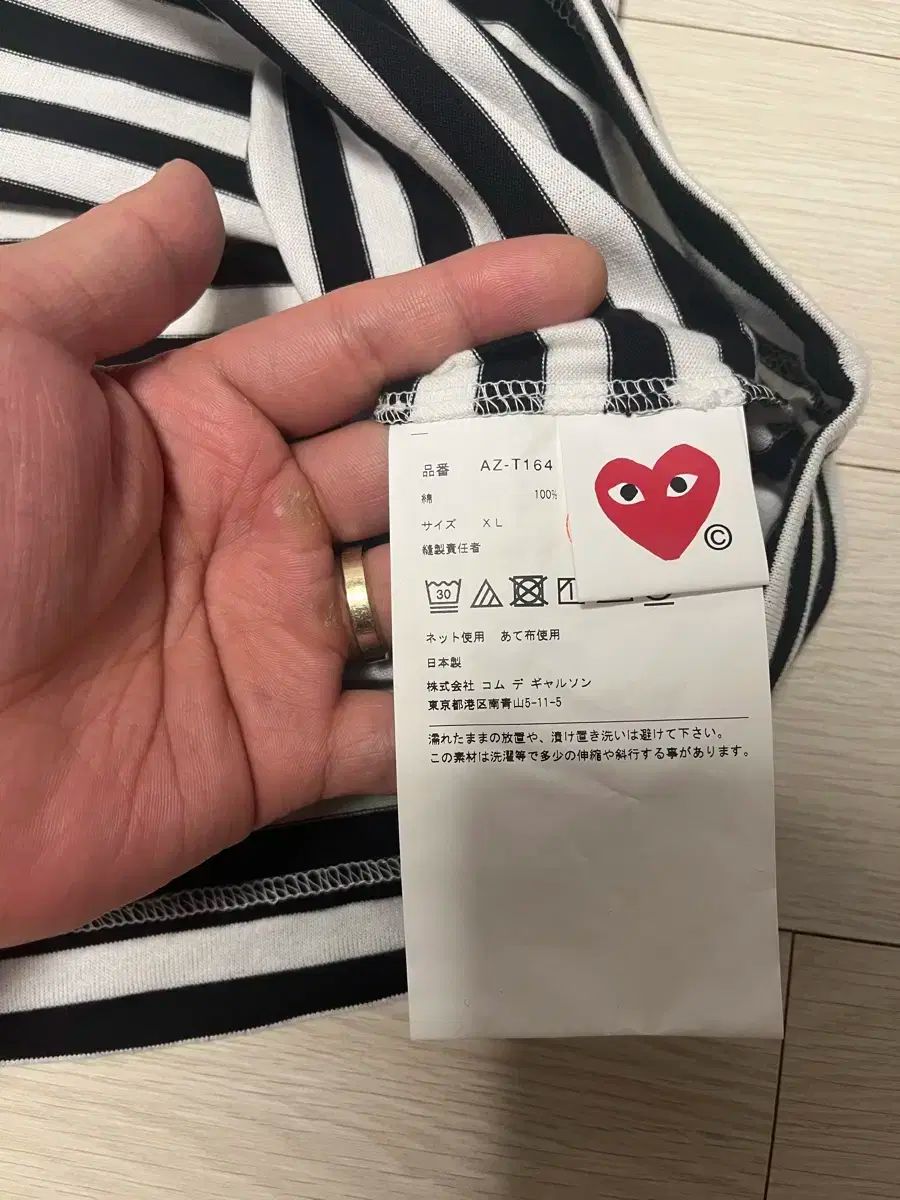 品番 AZ-T164
綿 100%
サイズ XL
縫製責任者
©
30
ネット使用 あて布使用
日本製
株式会社 コム デ ギャルソン
東京都港区南青山5-11-5
濡れたままの放置や、漬け置き洗いは避けて下さい。
この素材は洗濯等で多少の伸縮や斜行する事があります。